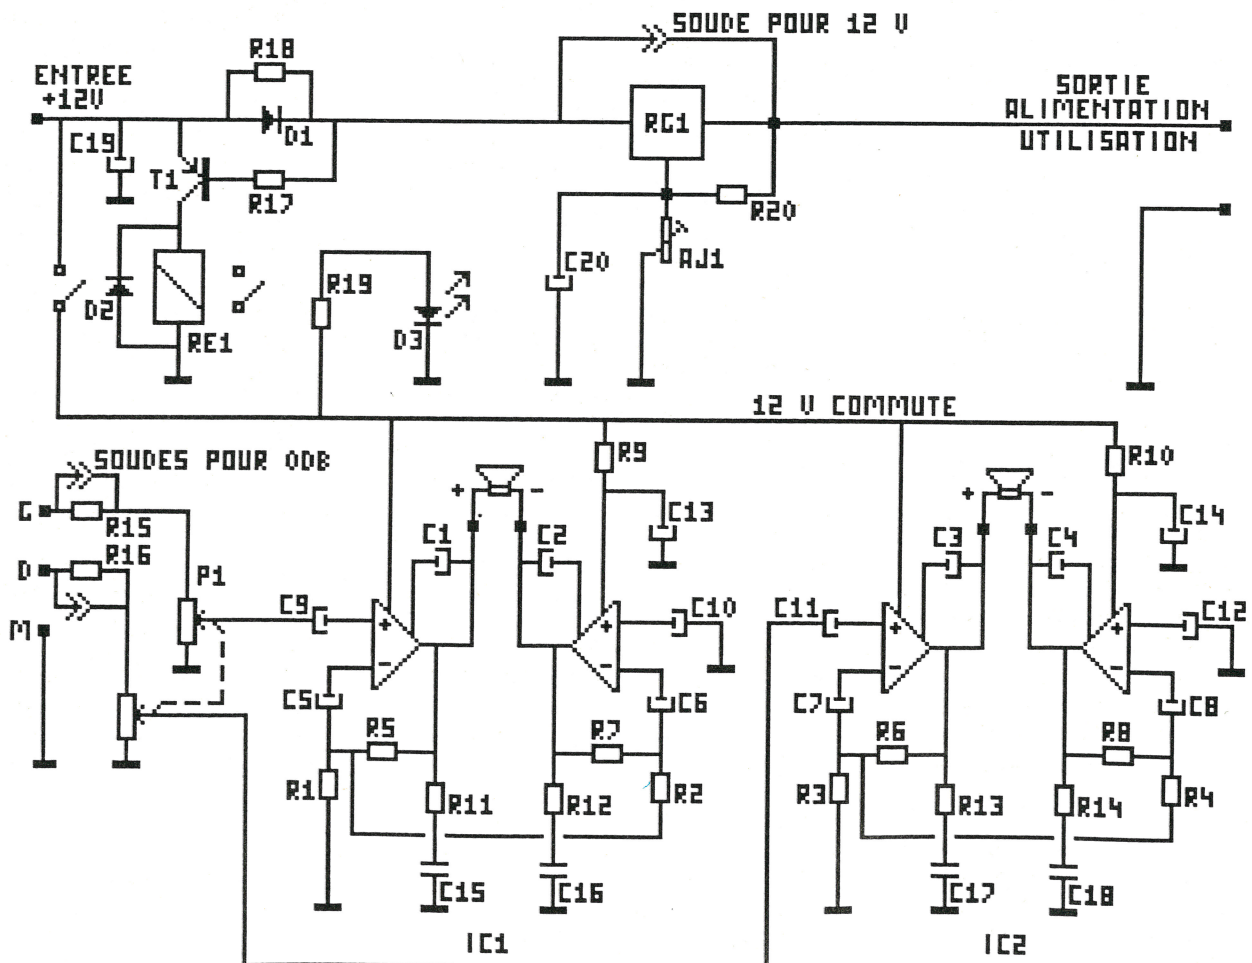 SOUDE POUR 12 V
R18
ENTREE
+12V
SORTIE
ALIMENTATION
UTILISATION
RG1
D1
C19
T1
R17
R20
AJ1
C20
R19
D2
RE1
D3
12 V COMMUTE
SOUDES POUR 0DB
R9
R10
+ -
+ -
G
R15
C13
C14
R16
C1
C2
C3
C4
D
P1
M
C9
C10
C11
C12
+
+
+
+
-
-
-
-
C5
C6
C7
C8
R5
R7
R6
R8
R1
R11
R12
R2
R3
R13
R14
R4
C15
C16
C17
C18
IC1
IC2